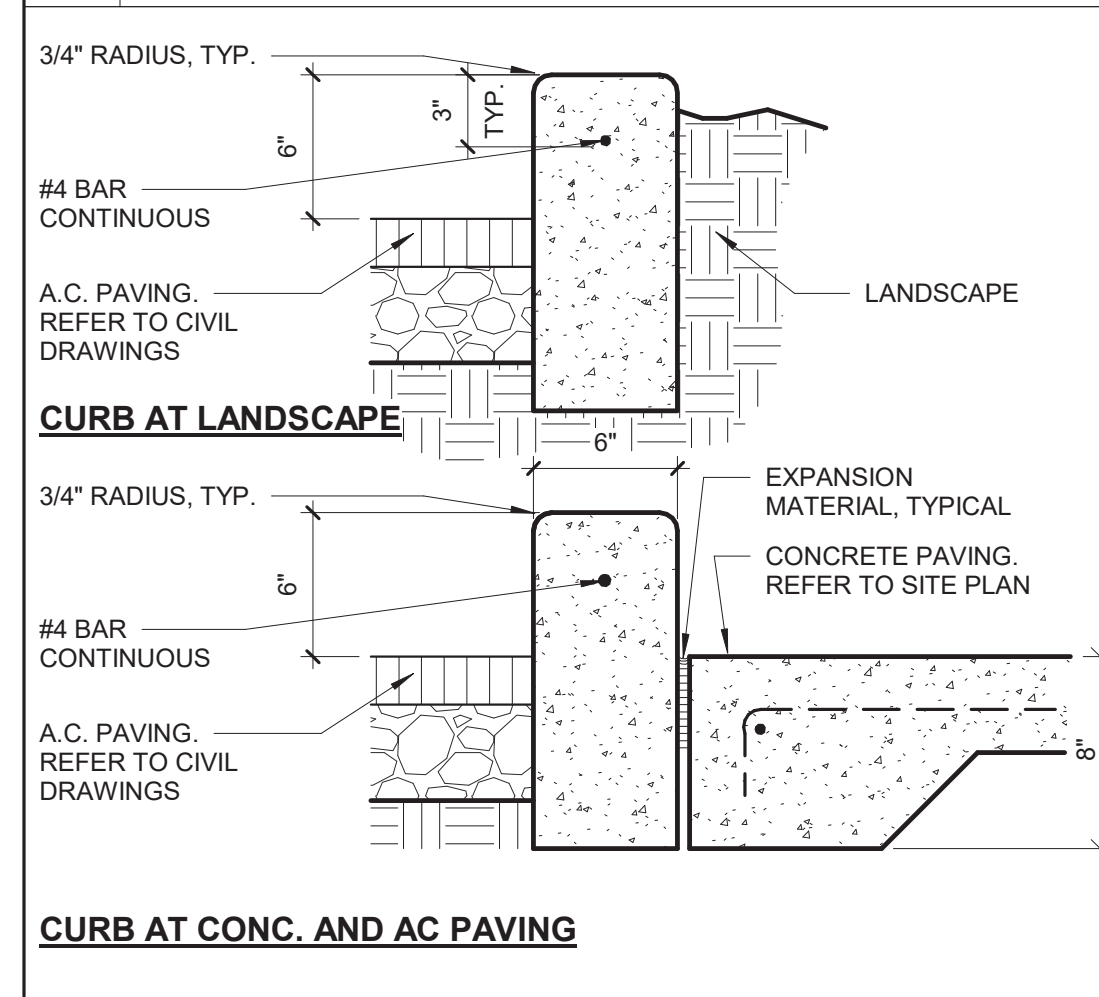 3/4" RADIUS, TYP.
6"
3"
TYP.
#4 BAR
CONTINUOUS
A.C. PAVING.
REFER TO CIVIL
DRAWINGS
LANDSCAPE
CURB AT LANDSCAPE
6"
3/4" RADIUS, TYP.
EXPANSION
MATERIAL, TYPICAL
CONCRETE PAVING.
REFER TO SITE PLAN
6"
#4 BAR
CONTINUOUS
A.C. PAVING.
REFER TO CIVIL
DRAWINGS
8"
CURB AT CONC. AND AC PAVING